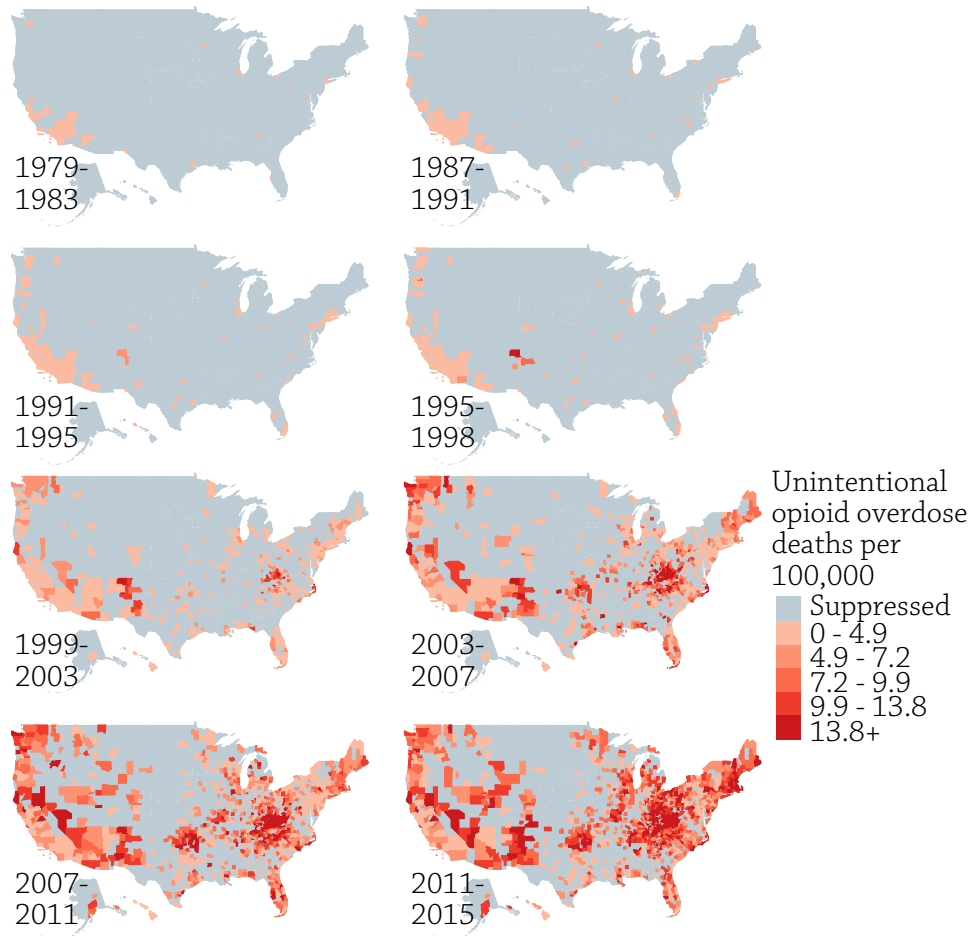 1979-
1983
1987-
1991
1991-
1995
1995-
1998
1999-
2003
2003-
2007
Unintentional
opioid overdose
deaths per
100,000
Suppressed
0 - 4.9
4.9 - 7.2
7.2 - 9.9
9.9 - 13.8
13.8+
2007-
2011
2011-
2015